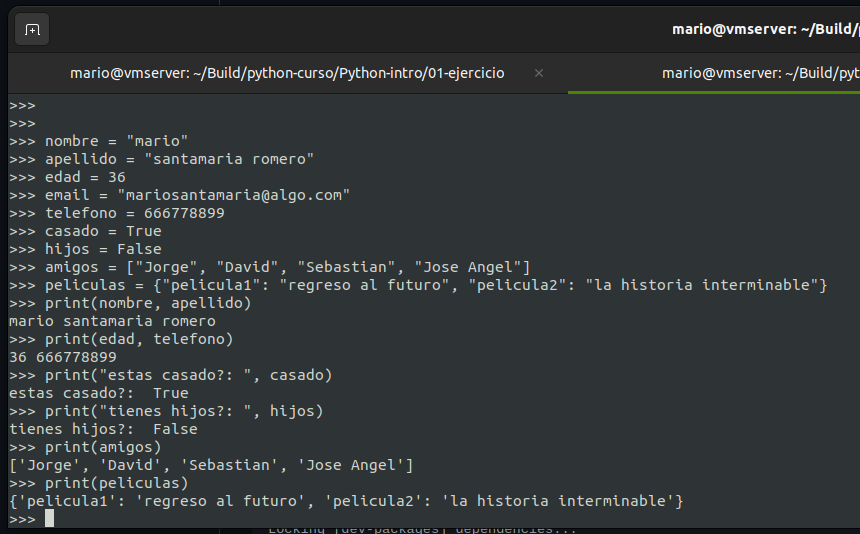 mario@vmserver: ~/Build/
mario@vmserver: ~/Build/python-curso/Python-intro/01-ejercicio ×
mario@vmserver: ~/Build/pyt
>>>
>>>
>>> nombre = "mario"
>>> apellido = "santamaria romero"
>>> edad = 36
>>> email = "mariosantamaria@algo.com"
>>> telefono = 666778899
>>> casado = True
>>> hijos = False
>>> amigos = ["Jorge", "David", "Sebastian", "Jose Angel"]
>>> peliculas = {"pelicula1": "regreso al futuro", "pelicula2": "la historia interminable"}
>>> print(nombre, apellido)
mario santamaria romero
>>> print(edad, telefono)
36 666778899
>>> print("estas casado?: ", casado)
estas casado?:  True
>>> print("tienes hijos?: ", hijos)
tienes hijos?:  False
>>> print(amigos)
['Jorge', 'David', 'Sebastian', 'Jose Angel']
>>> print(peliculas)
{'pelicula1': 'regreso al futuro', 'pelicula2': 'la historia interminable'}
>>>
Locking [dev-packages] dependencies...